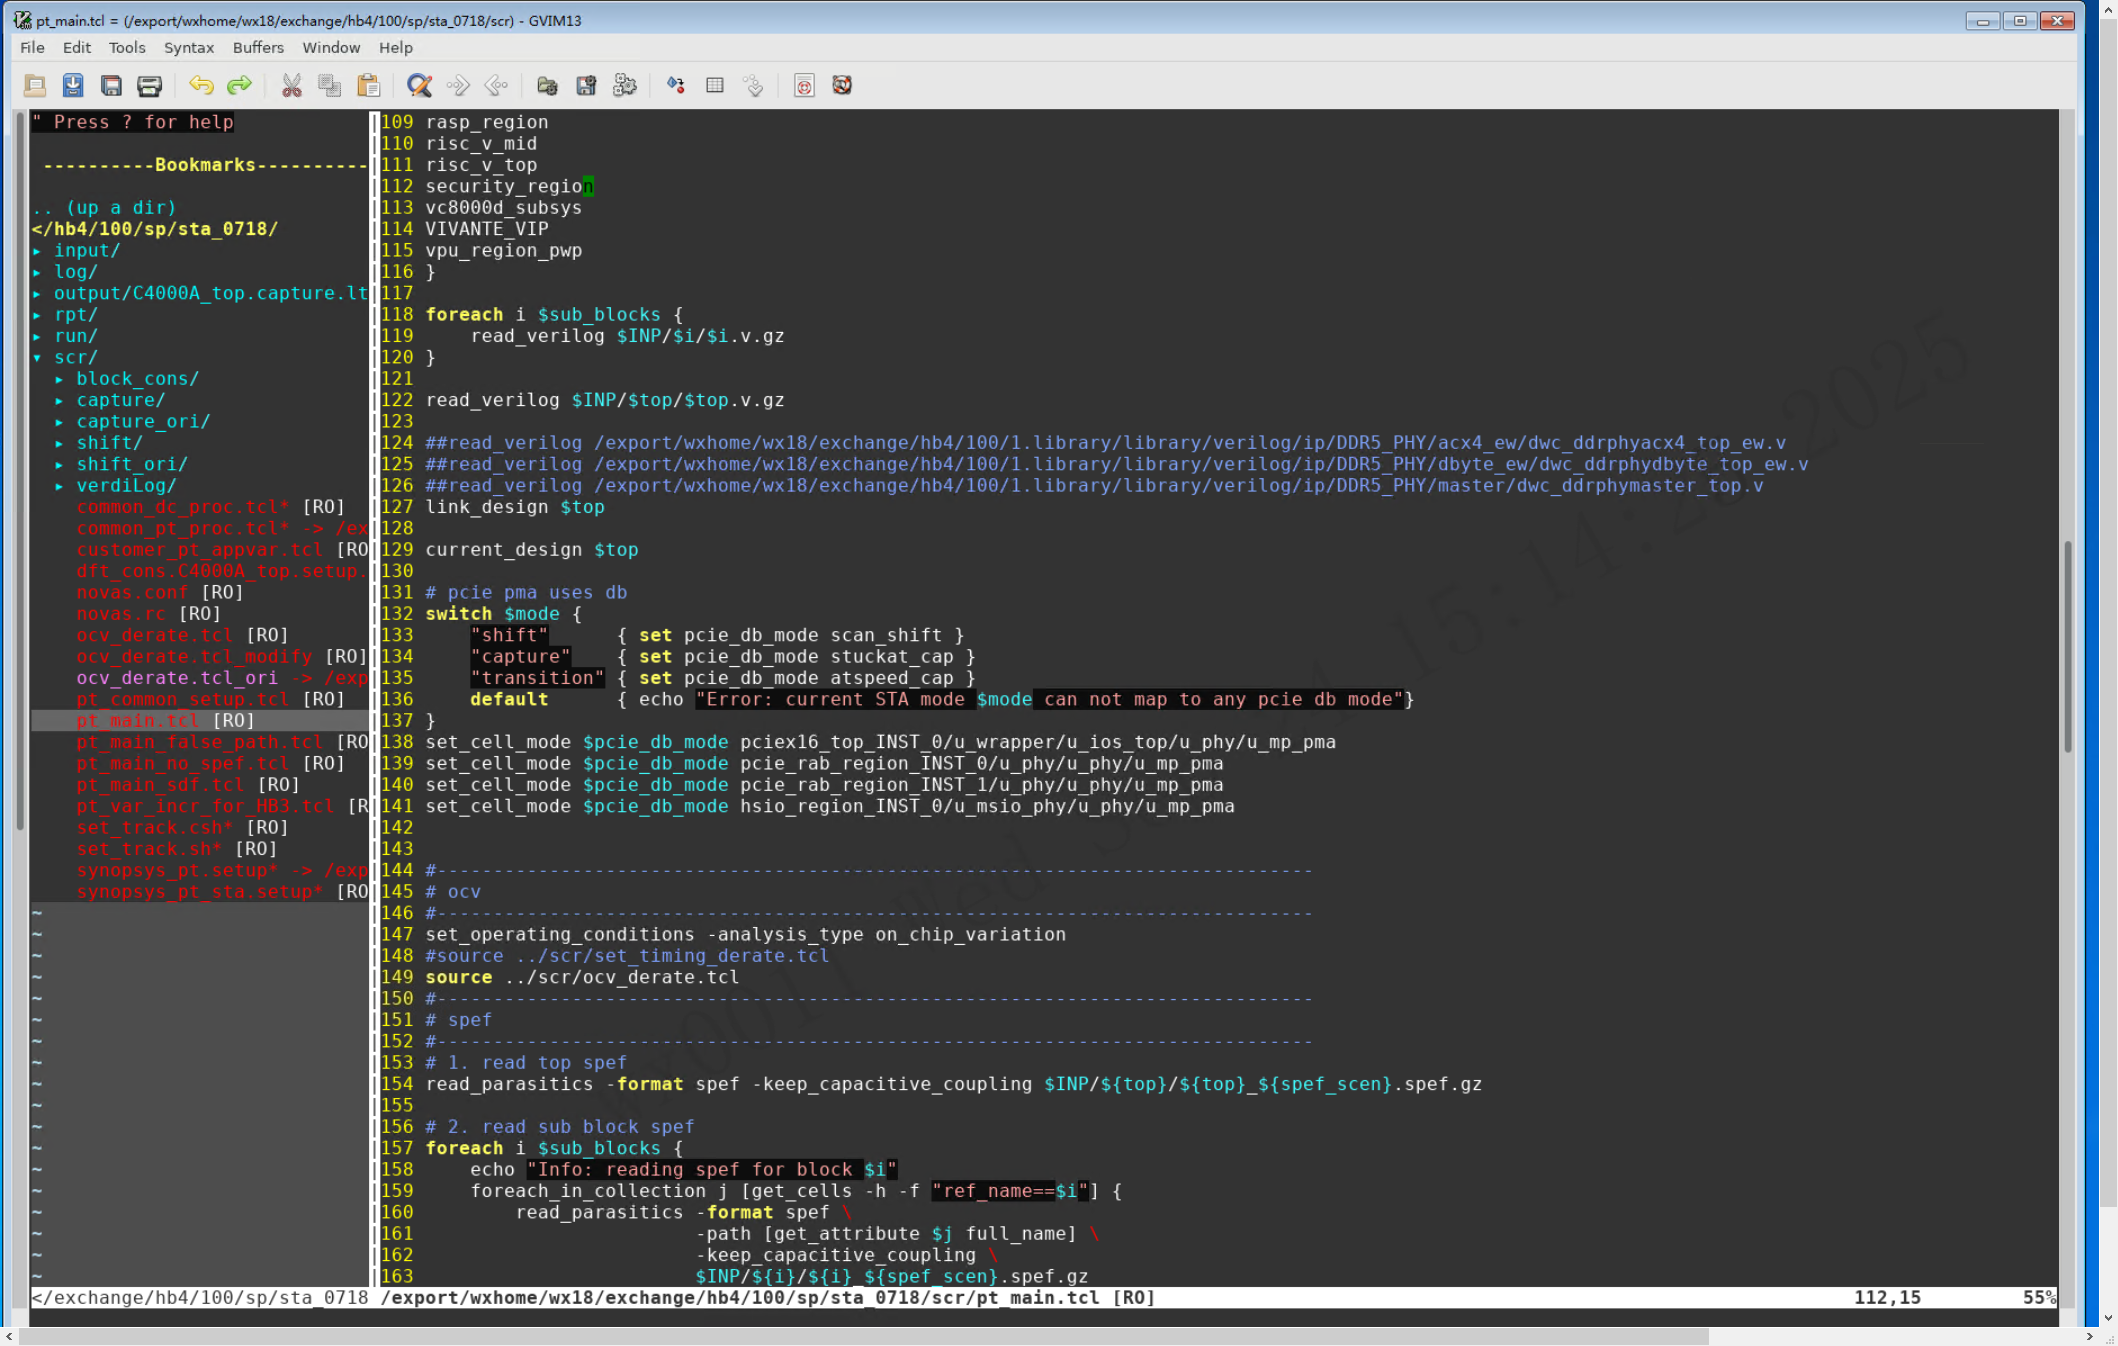 pt_main.tcl = (/export/wxhome/wx18/exchange/hb4/100/sp/sta_0718/scr) - GVIM13
File Edit Tools Syntax Buffers Window Help
" Press ? for help
----------Bookmarks----------
.. (up a dir)
</hb4/100/sp/sta_0718/
▸ input/
▸ log/
▸ output/C4000A_top.capture.lt
▸ rpt/
▸ run/
▾ scr/
▸ block_cons/
▸ capture/
▸ capture_ori/
▸ shift/
▸ shift_ori/
▸ verdiLog/
common_dc_proc.tcl* [RO]
common_pt_proc.tcl* -> /ex
customer_pt_appvar.tcl [RO
dft_cons.C4000A_top.setup.
novas.conf [RO]
novas.rc [RO]
ocv_derate.tcl [RO]
ocv_derate.tcl_modify [RO]
ocv_derate.tcl_ori -> /exp
pt_common_setup.tcl [RO]
pt_main.tcl [RO]
pt_main_false_path.tcl [RO
pt_main_no_spef.tcl [RO]
pt_main_sdf.tcl [RO]
pt_var_incr_for_HB3.tcl [R
set_track.csh* [RO]
set_track.sh* [RO]
synopsys_pt.setup* -> /exp
synopsys_pt_sta.setup* [RO
109 rasp_region
110 risc_v_mid
111 risc_v_top
112 security_region
113 vc8000d_subsys
114 VIVANTE_VIP
115 vpu_region_pwp
116 }
117
118 foreach i $sub_blocks {
119     read_verilog $INP/$i/$i.v.gz
120 }
121
122 read_verilog $INP/$top/$top.v.gz
123
124 ##read_verilog /export/wxhome/wx18/exchange/hb4/100/1.library/library/verilog/ip/DDR5_PHY/acx4_ew/dwc_ddrphyacx4_top_ew.v
125 ##read_verilog /export/wxhome/wx18/exchange/hb4/100/1.library/library/verilog/ip/DDR5_PHY/dbyte_ew/dwc_ddrphydbyte_top_ew.v
126 ##read_verilog /export/wxhome/wx18/exchange/hb4/100/1.library/library/verilog/ip/DDR5_PHY/master/dwc_ddrphymaster_top.v
127 link_design $top
128
129 current_design $top
130
131 # pcie pma uses db
132 switch $mode {
133     "shift"      { set pcie_db_mode scan_shift }
134     "capture"    { set pcie_db_mode stuckat_cap }
135     "transition" { set pcie_db_mode atspeed_cap }
136     default      { echo "Error: current STA mode $mode can not map to any pcie db mode"}
137 }
138 set_cell_mode $pcie_db_mode pciex16_top_INST_0/u_wrapper/u_ios_top/u_phy/u_mp_pma
139 set_cell_mode $pcie_db_mode pcie_rab_region_INST_0/u_phy/u_phy/u_mp_pma
140 set_cell_mode $pcie_db_mode pcie_rab_region_INST_1/u_phy/u_phy/u_mp_pma
141 set_cell_mode $pcie_db_mode hsio_region_INST_0/u_msio_phy/u_phy/u_mp_pma
142
143
144 #------------------------------------------------------------------------------
145 # ocv
146 #------------------------------------------------------------------------------
147 set_operating_conditions -analysis_type on_chip_variation
148 #source ../scr/set_timing_derate.tcl
149 source ../scr/ocv_derate.tcl
150 #------------------------------------------------------------------------------
151 # spef
152 #------------------------------------------------------------------------------
153 # 1. read top spef
154 read_parasitics -format spef -keep_capacitive_coupling $INP/${top}/${top}_${spef_scen}.spef.gz
155
156 # 2. read sub block spef
157 foreach i $sub_blocks {
158     echo "Info: reading spef for block $i"
159     foreach_in_collection j [get_cells -h -f "ref_name==$i"] {
160         read_parasitics -format spef \
161                         -path [get_attribute $j full_name] \
162                         -keep_capacitive_coupling \
163                         $INP/${i}/${i}_${spef_scen}.spef.gz
</exchange/hb4/100/sp/sta_0718 /export/wxhome/wx18/exchange/hb4/100/sp/sta_0718/scr/pt_main.tcl [RO] 112,15 55%